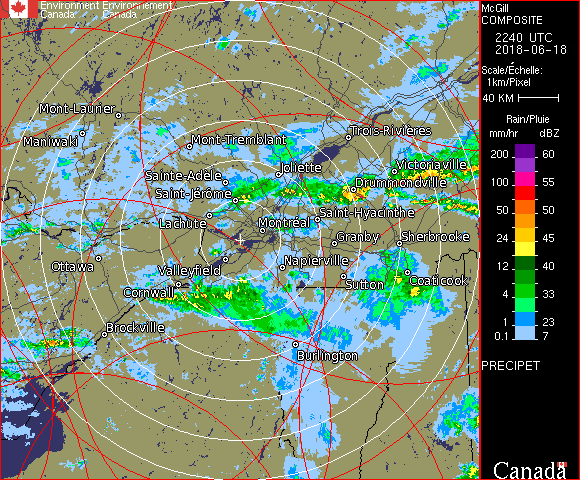 Environment Environnement
Canada Canada
McGill
COMPOSITE
2240 UTC
2018-06-18
Scale/Échelle:
1km/Pixel
40 KM
Rain/Pluie
mm/hr dBZ
200 60
100 55
50 50
24 45
12 40
4 33
1 23
0.1 7
PRECIPET
Canada
Mont-Laurier
Maniwaki
Mont-Tremblant
Trois-Rivières
Victoriaville
Joliette
Sainte-Adèle
Drummondville
Saint-Jérôme
Saint-Hyacinthe
Lachute
Montréal
Granby
Sherbrooke
Ottawa
Napierville
Valleyfield
Coaticook
Sutton
Cornwall
Brockville
Burlington